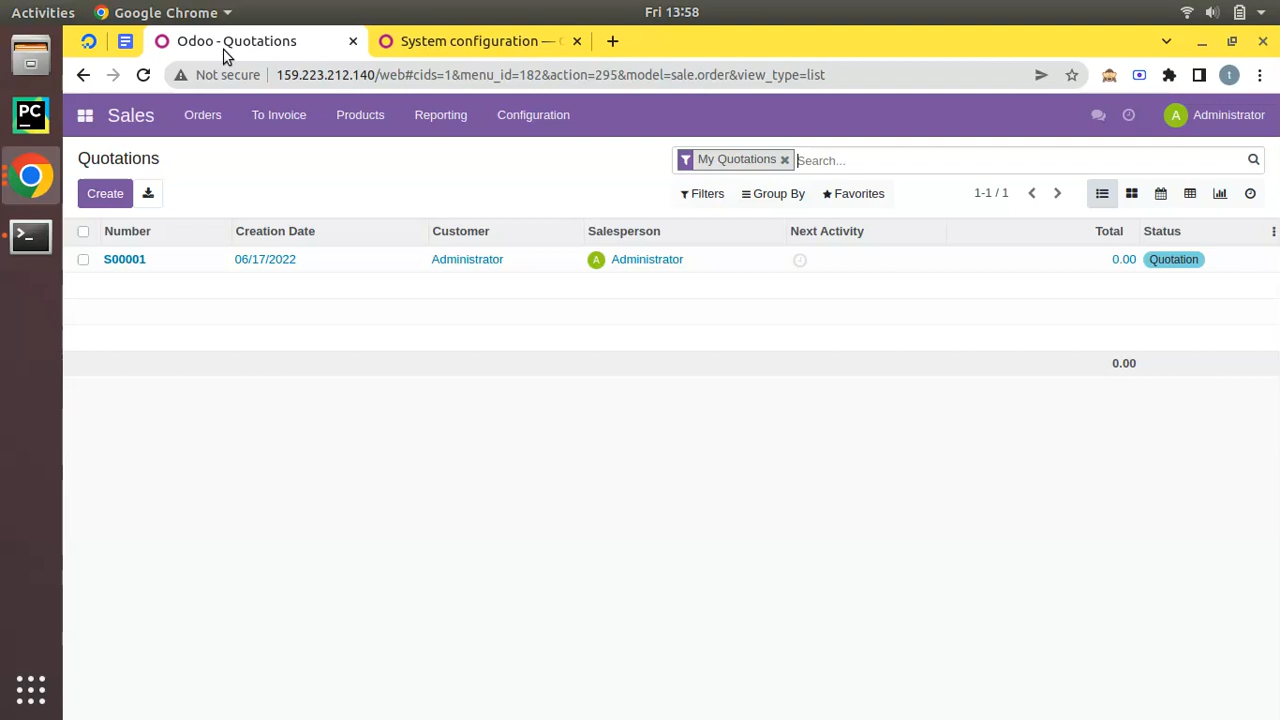 Activities Google Chrome Fri 13:58
Odoo - Quotations System configuration —
Not secure 159.223.212.140/web#cids=1&menu_id=182&action=295&model=sale.order&view_type=list t
PC
Sales Orders To Invoice Products Reporting Configuration A Administrator
Quotations My Quotations Search...
Create Filters Group By Favorites 1-1 / 1
Number Creation Date Customer Salesperson Next Activity Total Status
S00001 06/17/2022 Administrator A Administrator 0.00 Quotation
0.00